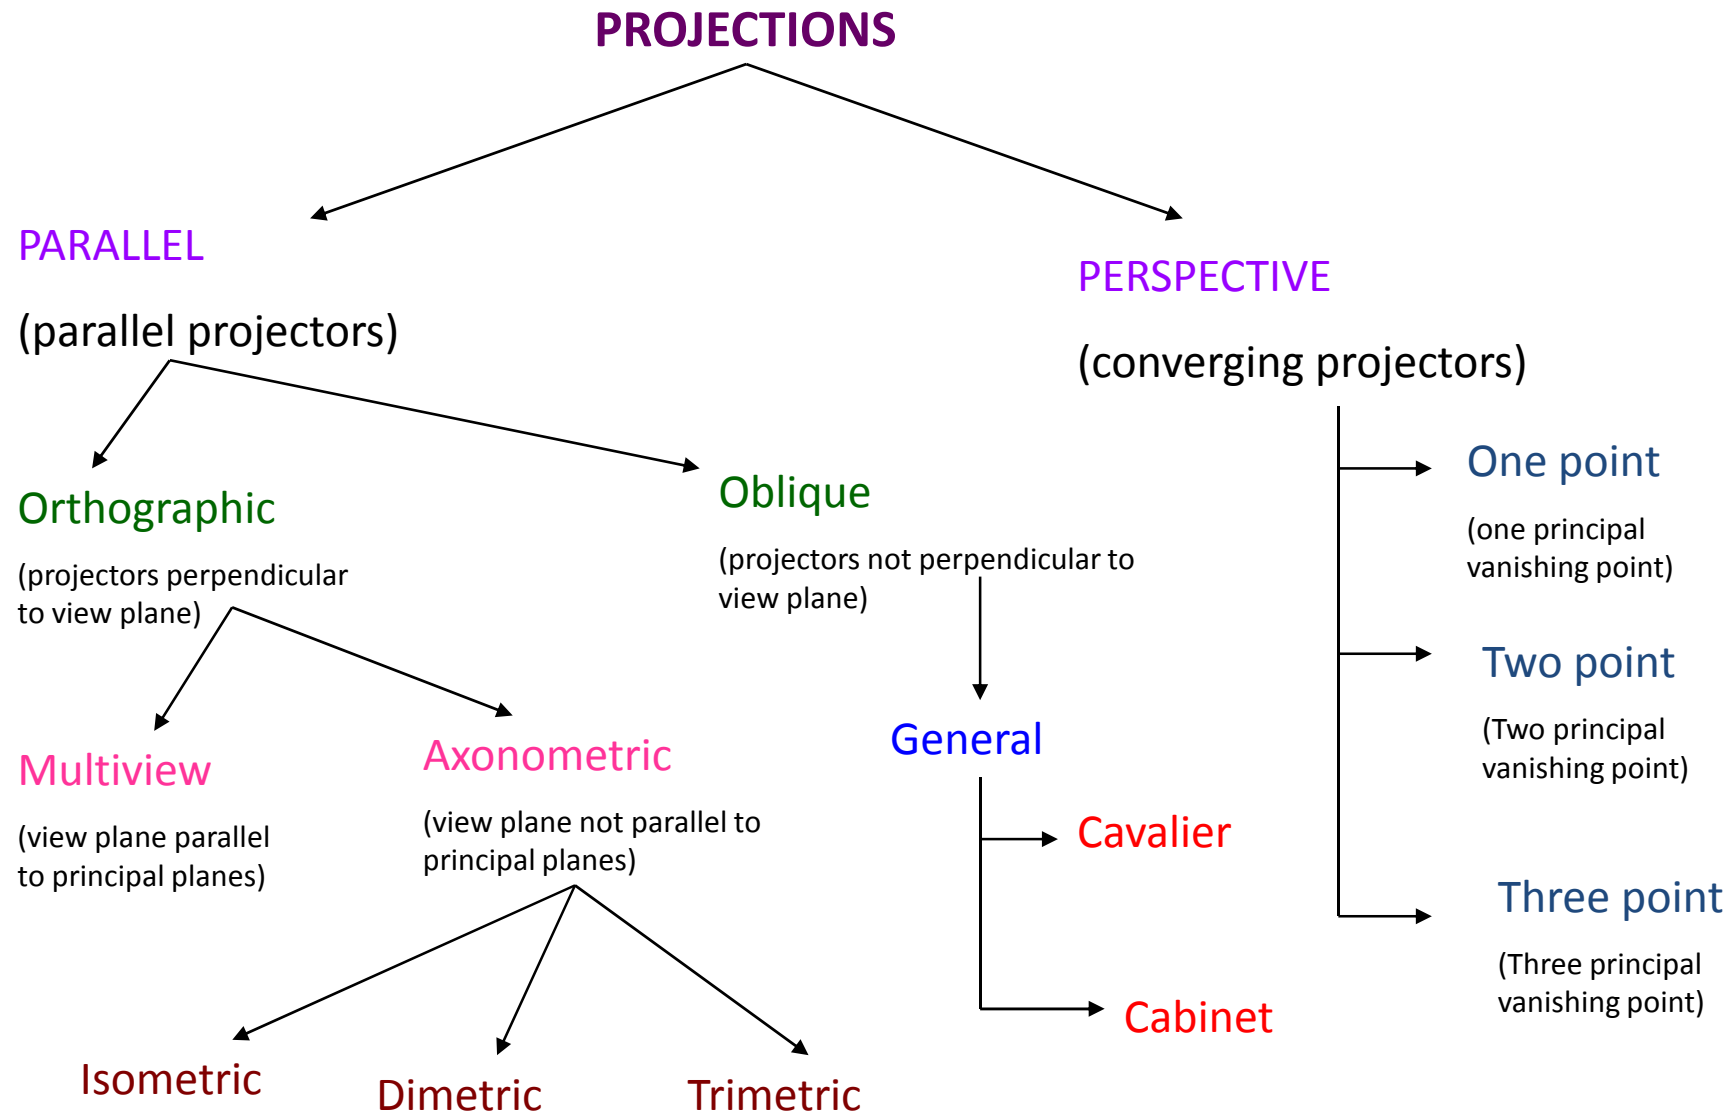 PROJECTIONS
PARALLEL
(parallel projectors)
PERSPECTIVE
(converging projectors)
Orthographic
(projectors perpendicular
to view plane)
Oblique
(projectors not perpendicular to
view plane)
One point
(one principal
vanishing point)
Two point
(Two principal
vanishing point)
Multiview
(view plane parallel
to principal planes)
Axonometric
(view plane not parallel to
principal planes)
General
Cavalier
Cabinet
Three point
(Three principal
vanishing point)
Isometric
Dimetric
Trimetric